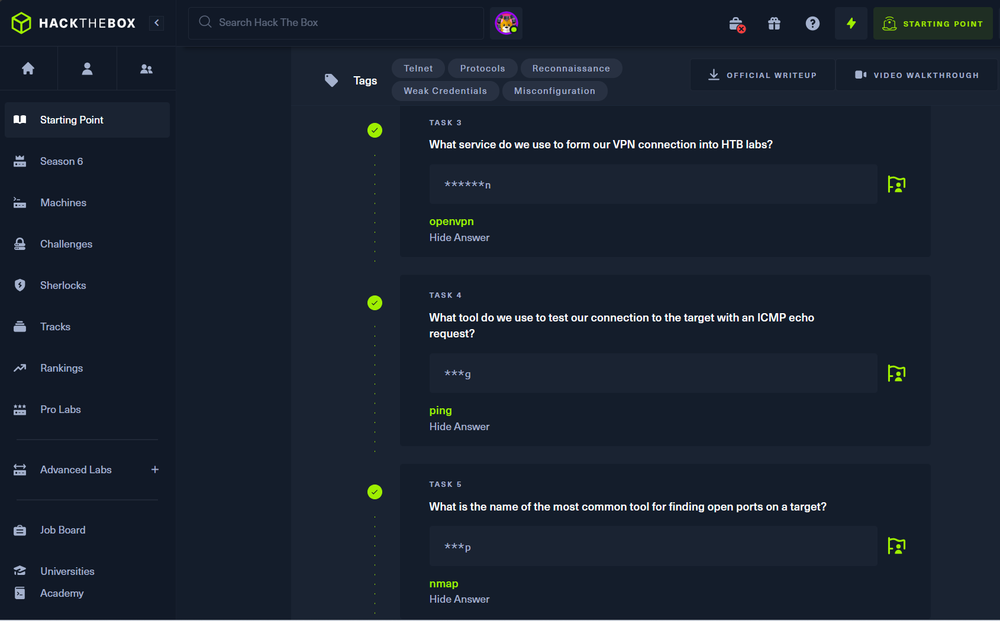 HACKTHEBOX
Search Hack The Box
STARTING POINT
Starting Point
Season 6
Machines
Challenges
Sherlocks
Tracks
Rankings
Pro Labs
Advanced Labs +
Job Board
Universities
Academy
Tags
Telnet Protocols Reconnaissance
Weak Credentials Misconfiguration
OFFICIAL WRITEUP VIDEO WALKTHROUGH
TASK 3
What service do we use to form our VPN connection into HTB labs?
******n
openvpn
Hide Answer
TASK 4
What tool do we use to test our connection to the target with an ICMP echo
request?
***g
ping
Hide Answer
TASK 5
What is the name of the most common tool for finding open ports on a target?
***p
nmap
Hide Answer